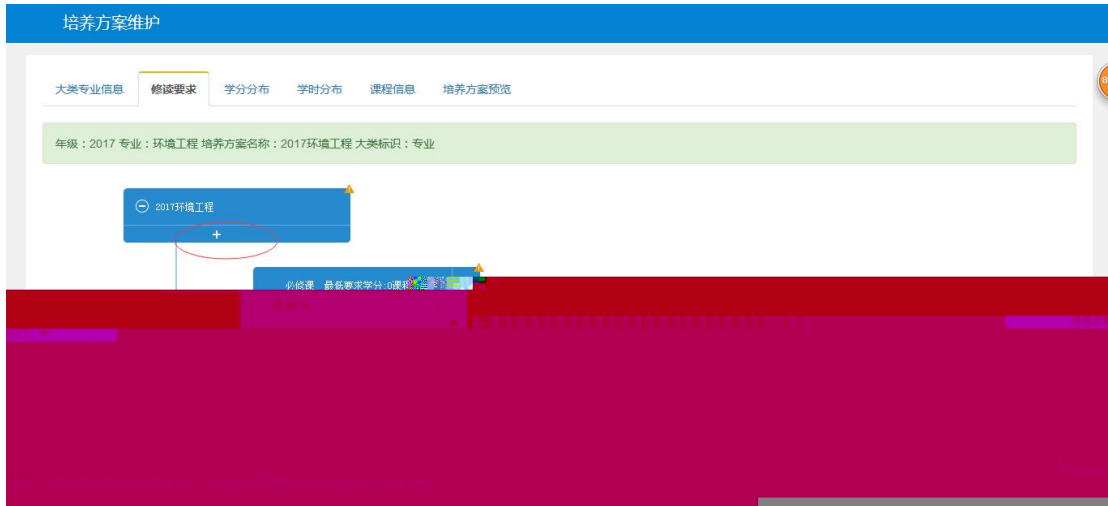 培养方案维护
大类专业信息 修读要求 学分分布 学时分布 课程信息 培养方案预览
年级：2017 专业：环境工程 培养方案名称：2017环境工程 大类标识：专业
2017环境工程
+
必修课 最低要求学分:0课